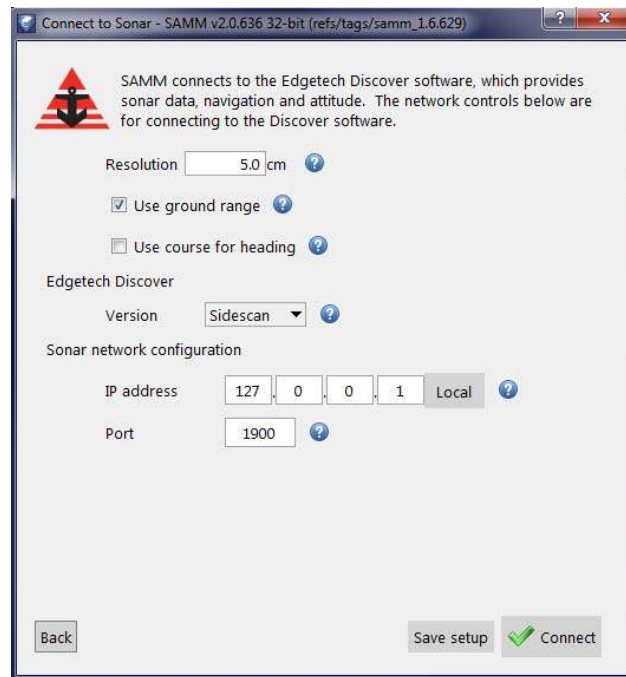 Connect to Sonar - SAMM v2.0.636 32-bit (refs/tags/samm_1.6.629)
SAMM connects to the Edgetech Discover software, which provides
sonar data, navigation and attitude. The network controls below are
for connecting to the Discover software.
Resolution 5.0 cm ?
Use ground range ?
Use course for heading ?
Edgetech Discover
Version Sidescan ?
Sonar network configuration
IP address 127 . 0 . 0 . 1 Local ?
Port 1900 ?
Back Save setup Connect